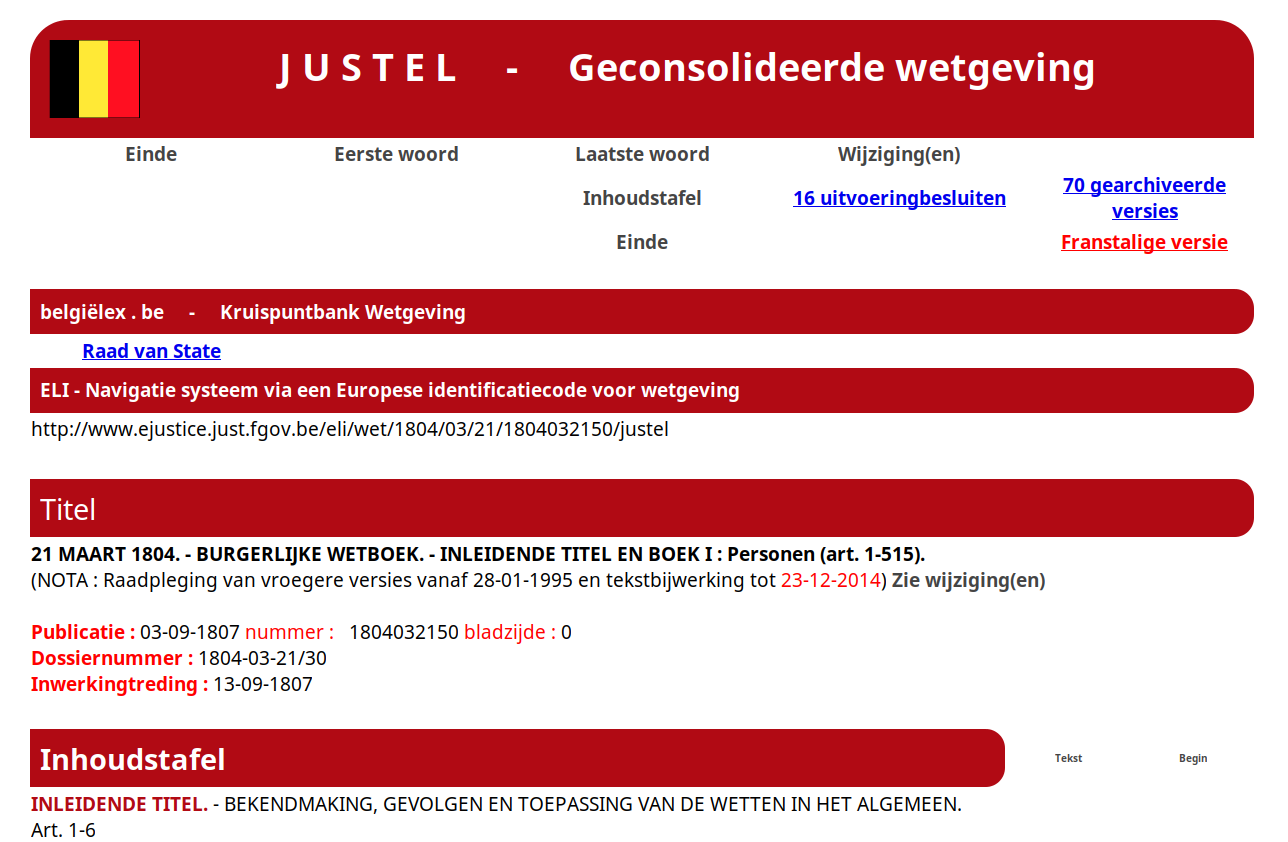 J U S T E L - Geconsolideerde wetgeving
Einde Eerste woord Laatste woord Wijziging(en)
Inhoudstafel 16 uitvoeringbesluiten 70 gearchiveerde versies
Einde Franstalige versie
belgiëlex . be - Kruispuntbank Wetgeving
Raad van State
ELI - Navigatie systeem via een Europese identificatiecode voor wetgeving
http://www.ejustice.just.fgov.be/eli/wet/1804/03/21/1804032150/justel
Titel
21 MAART 1804. - BURGERLIJKE WETBOEK. - INLEIDENDE TITEL EN BOEK I : Personen (art. 1-515).
(NOTA : Raadpleging van vroegere versies vanaf 28-01-1995 en tekstbijwerking tot 23-12-2014) Zie wijziging(en)
Publicatie : 03-09-1807 nummer : 1804032150 bladzijde : 0
Dossiernummer : 1804-03-21/30
Inwerkingtreding : 13-09-1807
Inhoudstafel Tekst Begin
INLEIDENDE TITEL. - BEKENDMAKING, GEVOLGEN EN TOEPASSING VAN DE WETTEN IN HET ALGEMEEN.
Art. 1-6